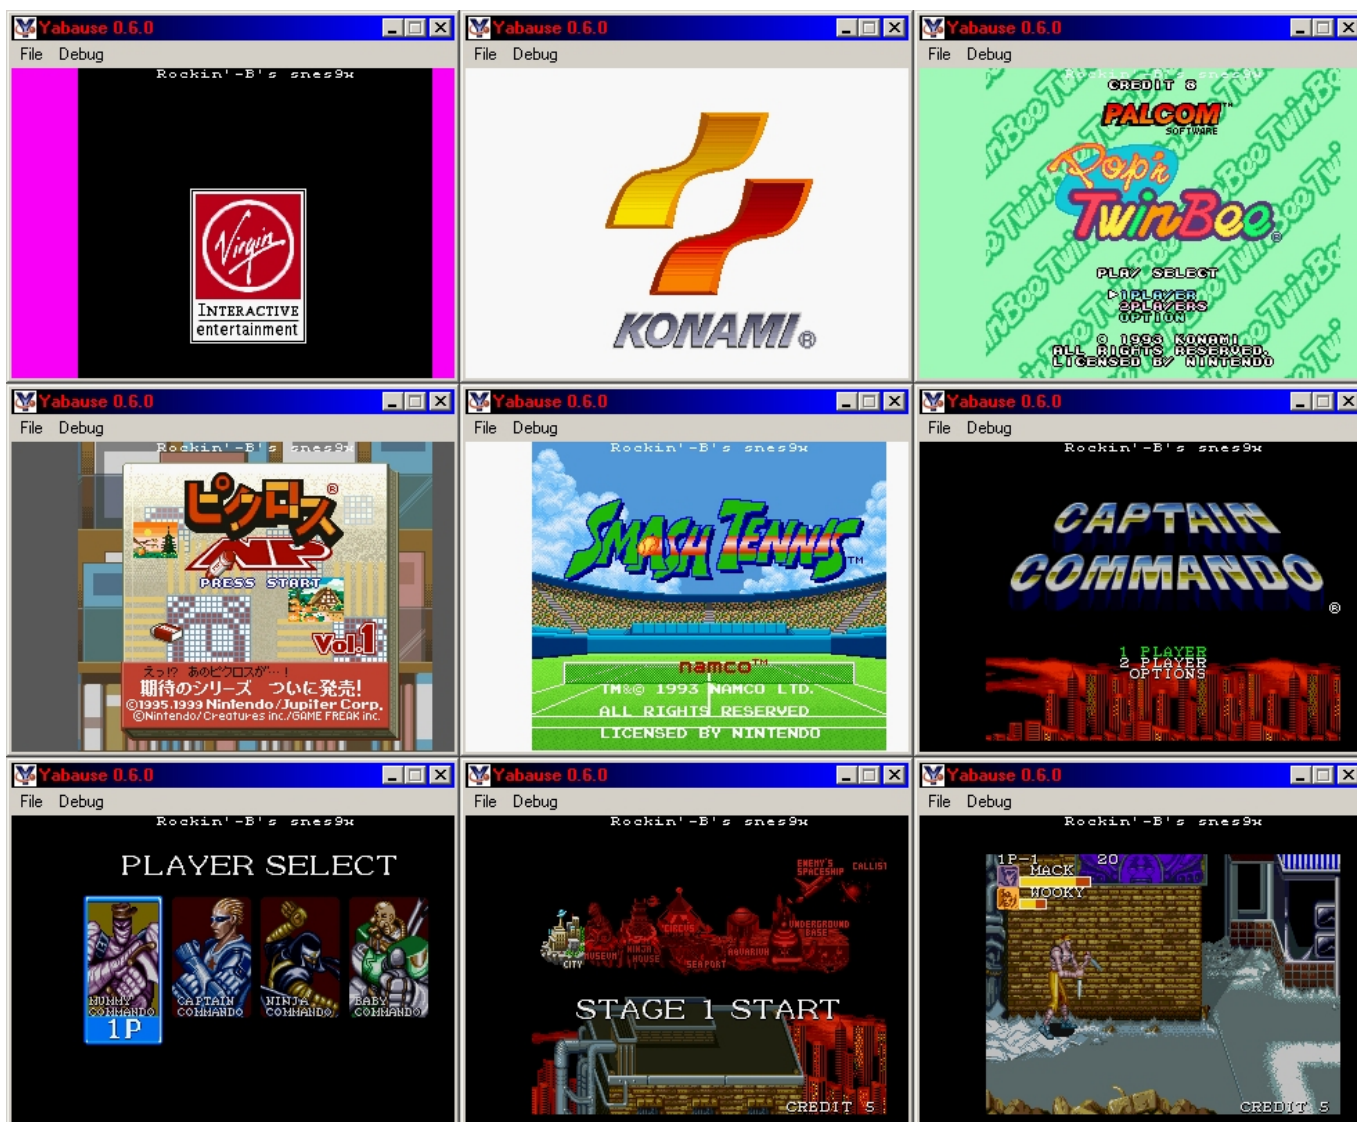 Yabause 0.6.0
File Debug
Rockin'-B's snes9x
Virgin
INTERACTIVE
entertainment
Yabause 0.6.0
File Debug
KONAMI®
Yabause 0.6.0
File Debug
Rockin'-B's snes9x
CREDIT 8
PALCOM™
SOFTWARE
Pop'n
TwinBee®
PLAY SELECT
1PLAYER
2PLAYERS
OPTION
© 1993 KONAMI
ALL RIGHTS RESERVED.
LICENSED BY NINTENDO
Yabause 0.6.0
File Debug
Rockin'-B's snes9x
ピクロス®
NP
PRESS START
Vol.1
えっ!? あのピクロスが…!
期待のシリーズ ついに発売!
©1995,1999 Nintendo/Jupiter Corp.
©Nintendo/Creatures inc./GAME FREAK inc.
Yabause 0.6.0
File Debug
Rockin'-B's snes9x
SMASH TENNIS™
namco™
TM&© 1993 NAMCO LTD.
ALL RIGHTS RESERVED
LICENSED BY NINTENDO
Yabause 0.6.0
File Debug
Rockin'-B's snes9x
CAPTAIN
COMMANDO
®
1 PLAYER
2 PLAYER
OPTIONS
Yabause 0.6.0
File Debug
Rockin'-B's snes9x
PLAYER SELECT
MUMMY COMMANDO
CAPTAIN COMMANDO
NINJA COMMANDO
BABY COMMANDO
1P
Yabause 0.6.0
File Debug
Rockin'-B's snes9x
ENEMY'S SPACESHIP
CALLIST
CITY
MUSEUM
NINJA HOUSE
CIRCUS
SEAPORT
AQUARIUM
UNDERGROUND BASE
STAGE 1 START
CREDIT 5
Yabause 0.6.0
File Debug
Rockin'-B's snes9x
1P-1 20
MACK
WOOKY
CREDIT 5